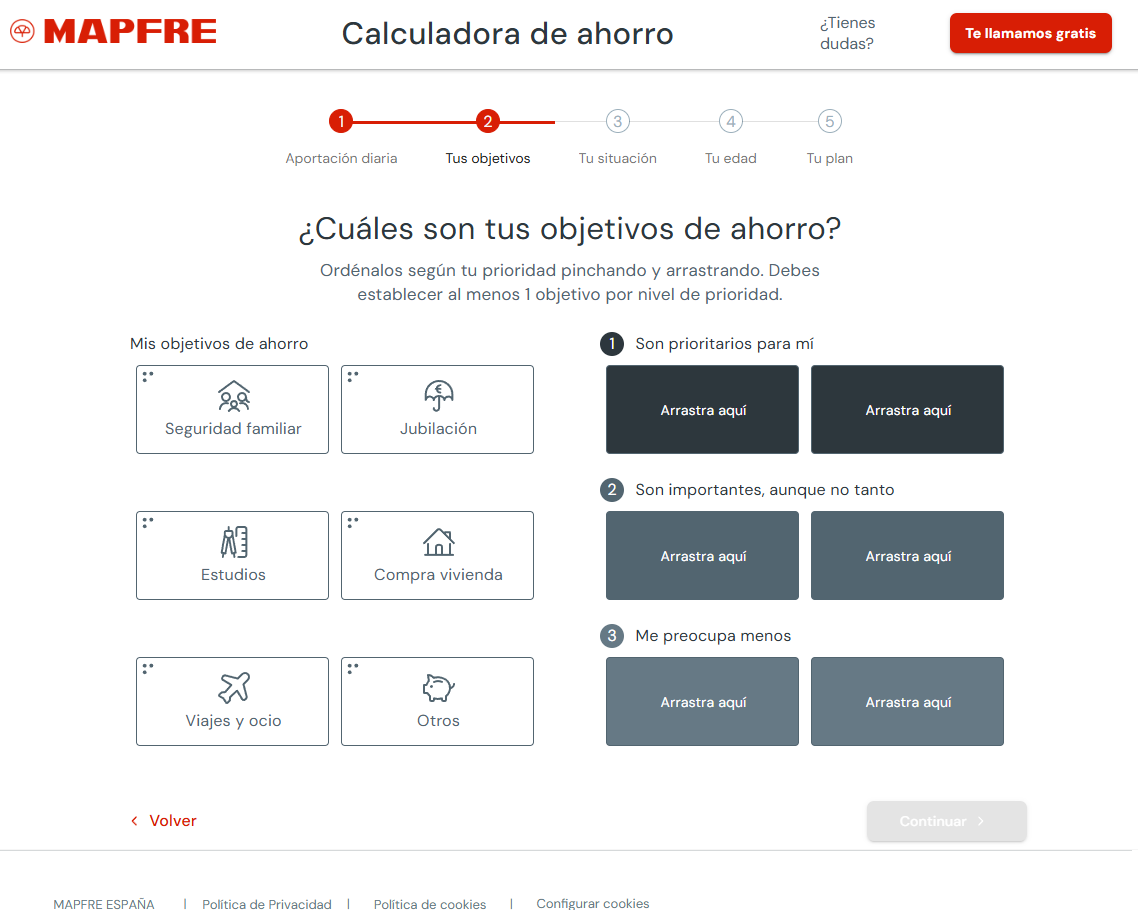 MAPFRE
Calculadora de ahorro
¿Tienes
dudas?
Te llamamos gratis
1
2
3
4
5
Aportación diaria
Tus objetivos
Tu situación
Tu edad
Tu plan
¿Cuáles son tus objetivos de ahorro?
Ordénalos según tu prioridad pinchando y arrastrando. Debes
establecer al menos 1 objetivo por nivel de prioridad.
Mis objetivos de ahorro
Seguridad familiar
Jubilación
Estudios
Compra vivienda
Viajes y ocio
Otros
1 Son prioritarios para mí
Arrastra aquí
Arrastra aquí
2 Son importantes, aunque no tanto
Arrastra aquí
Arrastra aquí
3 Me preocupa menos
Arrastra aquí
Arrastra aquí
Volver
Continuar
MAPFRE ESPAÑA | Política de Privacidad | Política de cookies | Configurar cookies